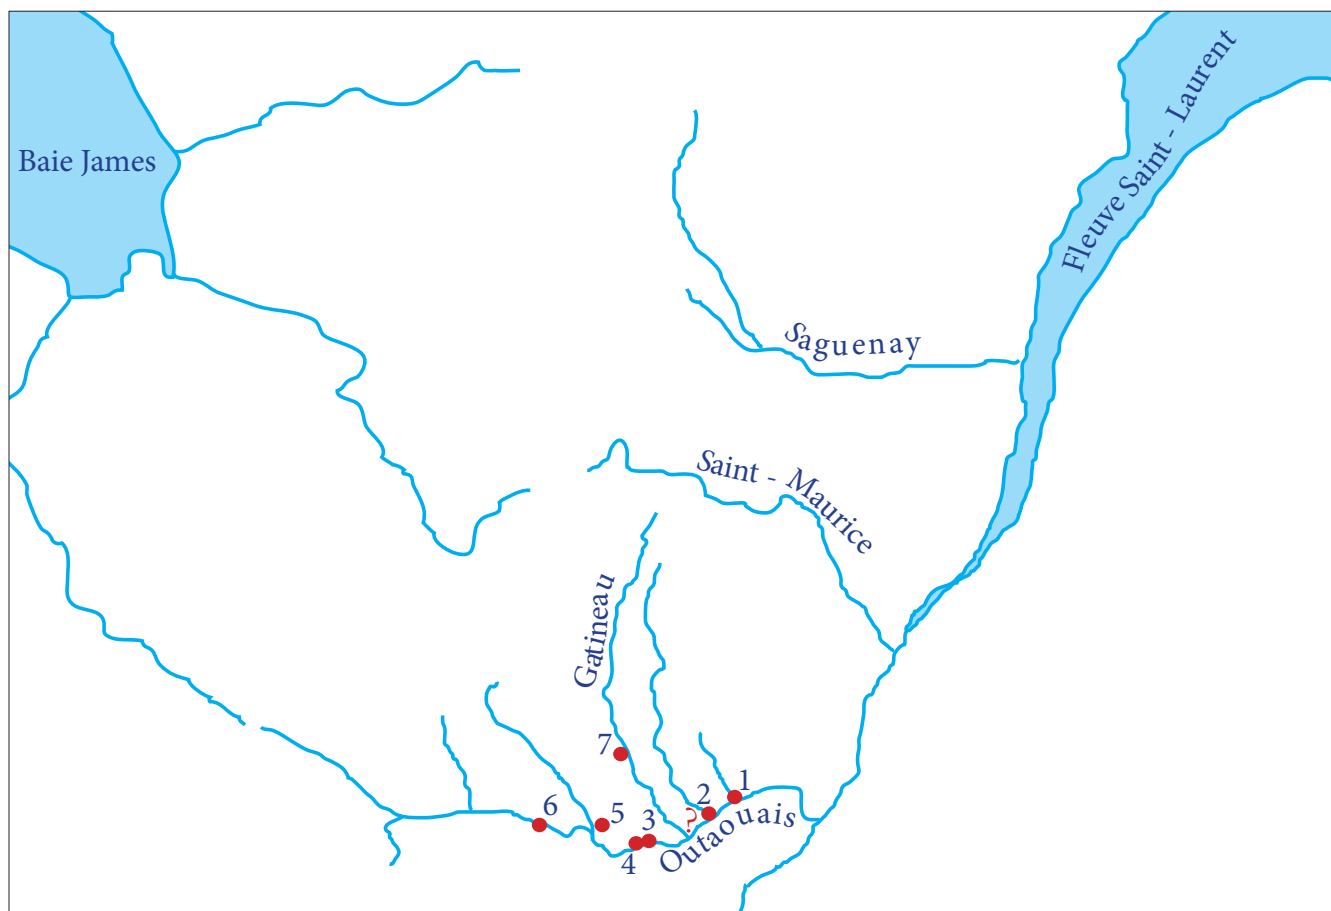 Baie James
Fleuve Saint - Laurent
Saguenay
Saint - Maurice
Gatineau
7
1
2
6
5
3
?
4
Outaouais